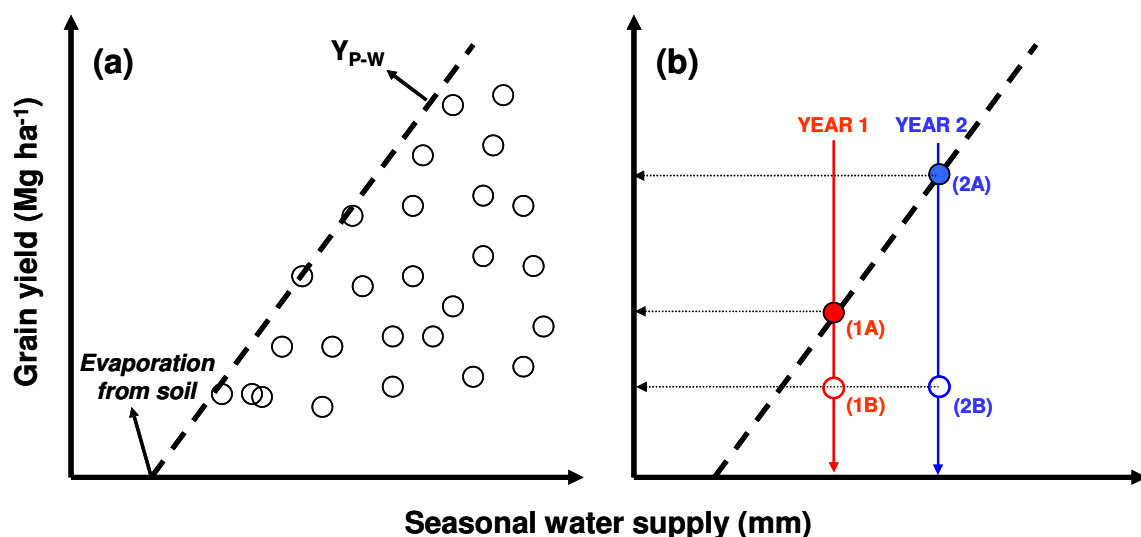 (a)
Y_P-W
Grain yield (Mg ha⁻¹)
Evaporation
from soil
(b)
YEAR 1
YEAR 2
(2A)
(1A)
(1B)
(2B)
Seasonal water supply (mm)